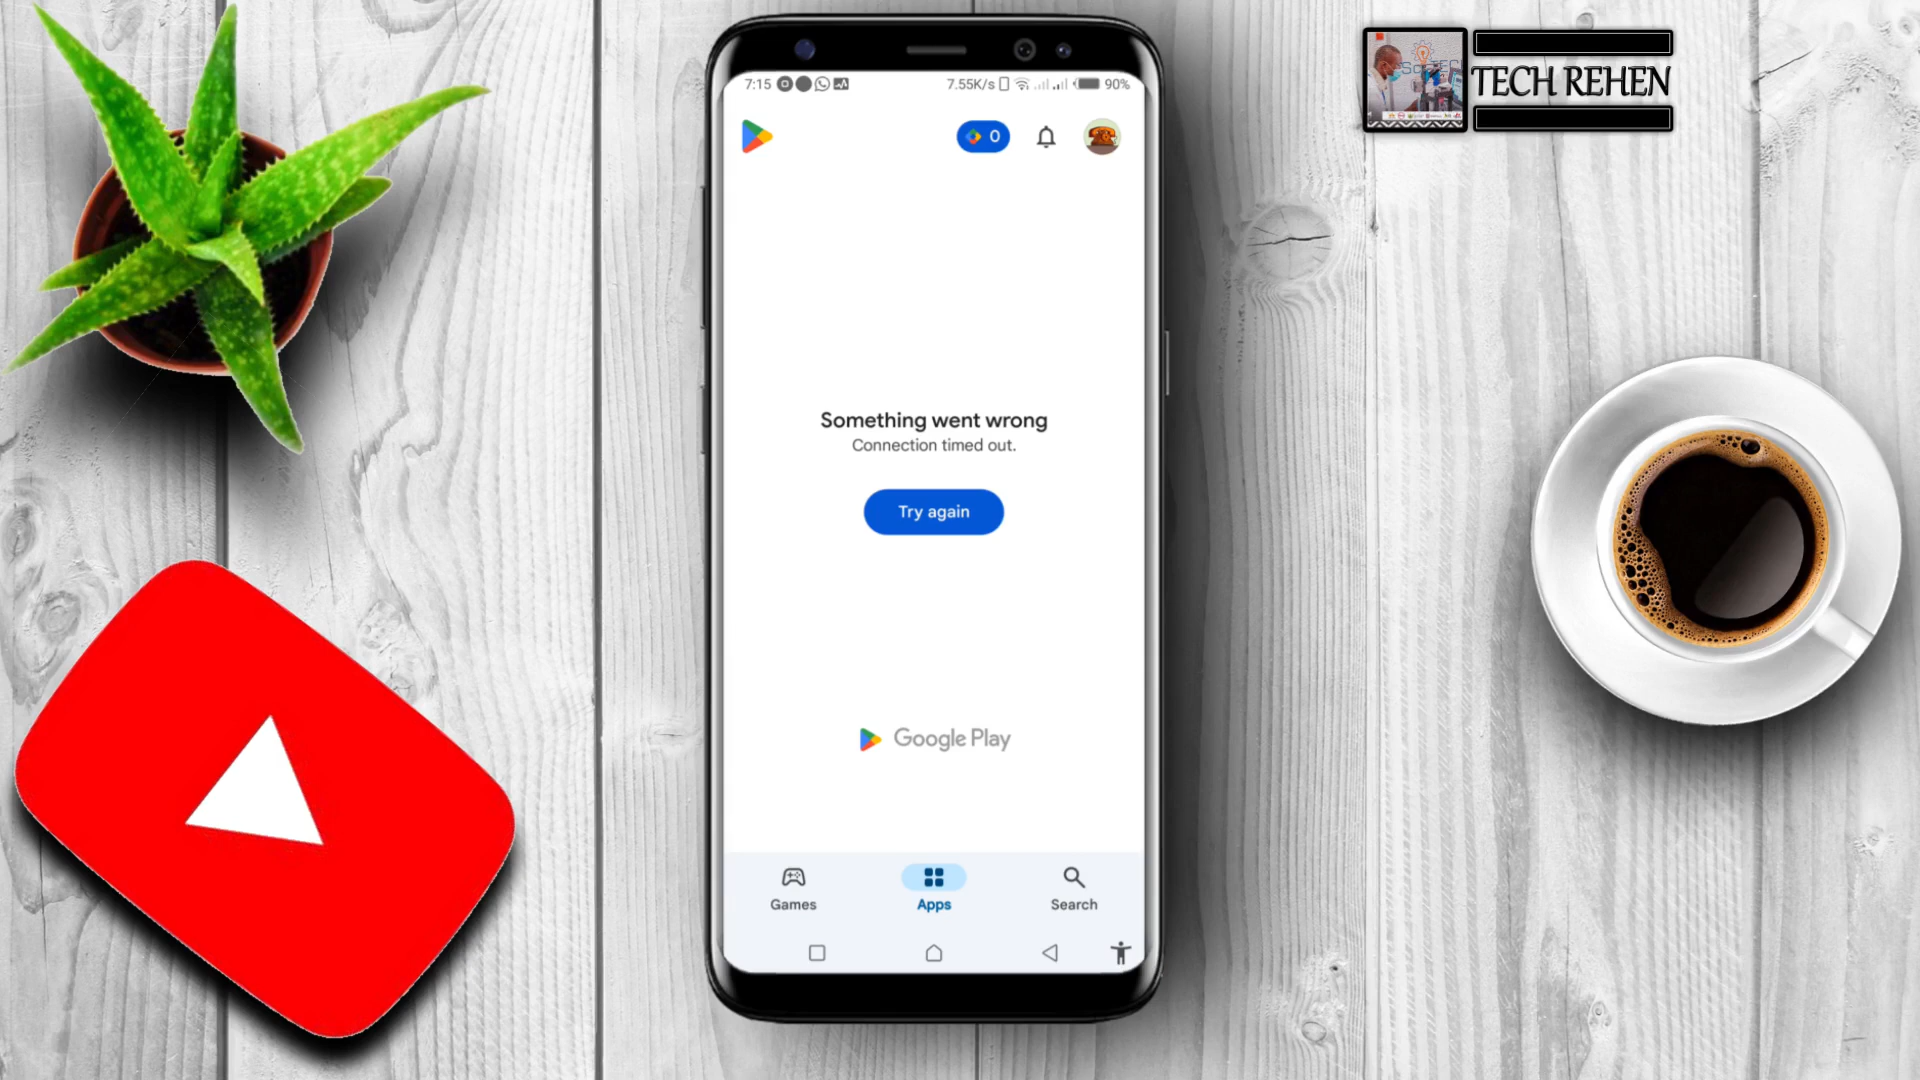 TECH REHEN
7:15
7.55K/s
90%
0
Something went wrong
Connection timed out.
Try again
Google Play
Games
Apps
Search